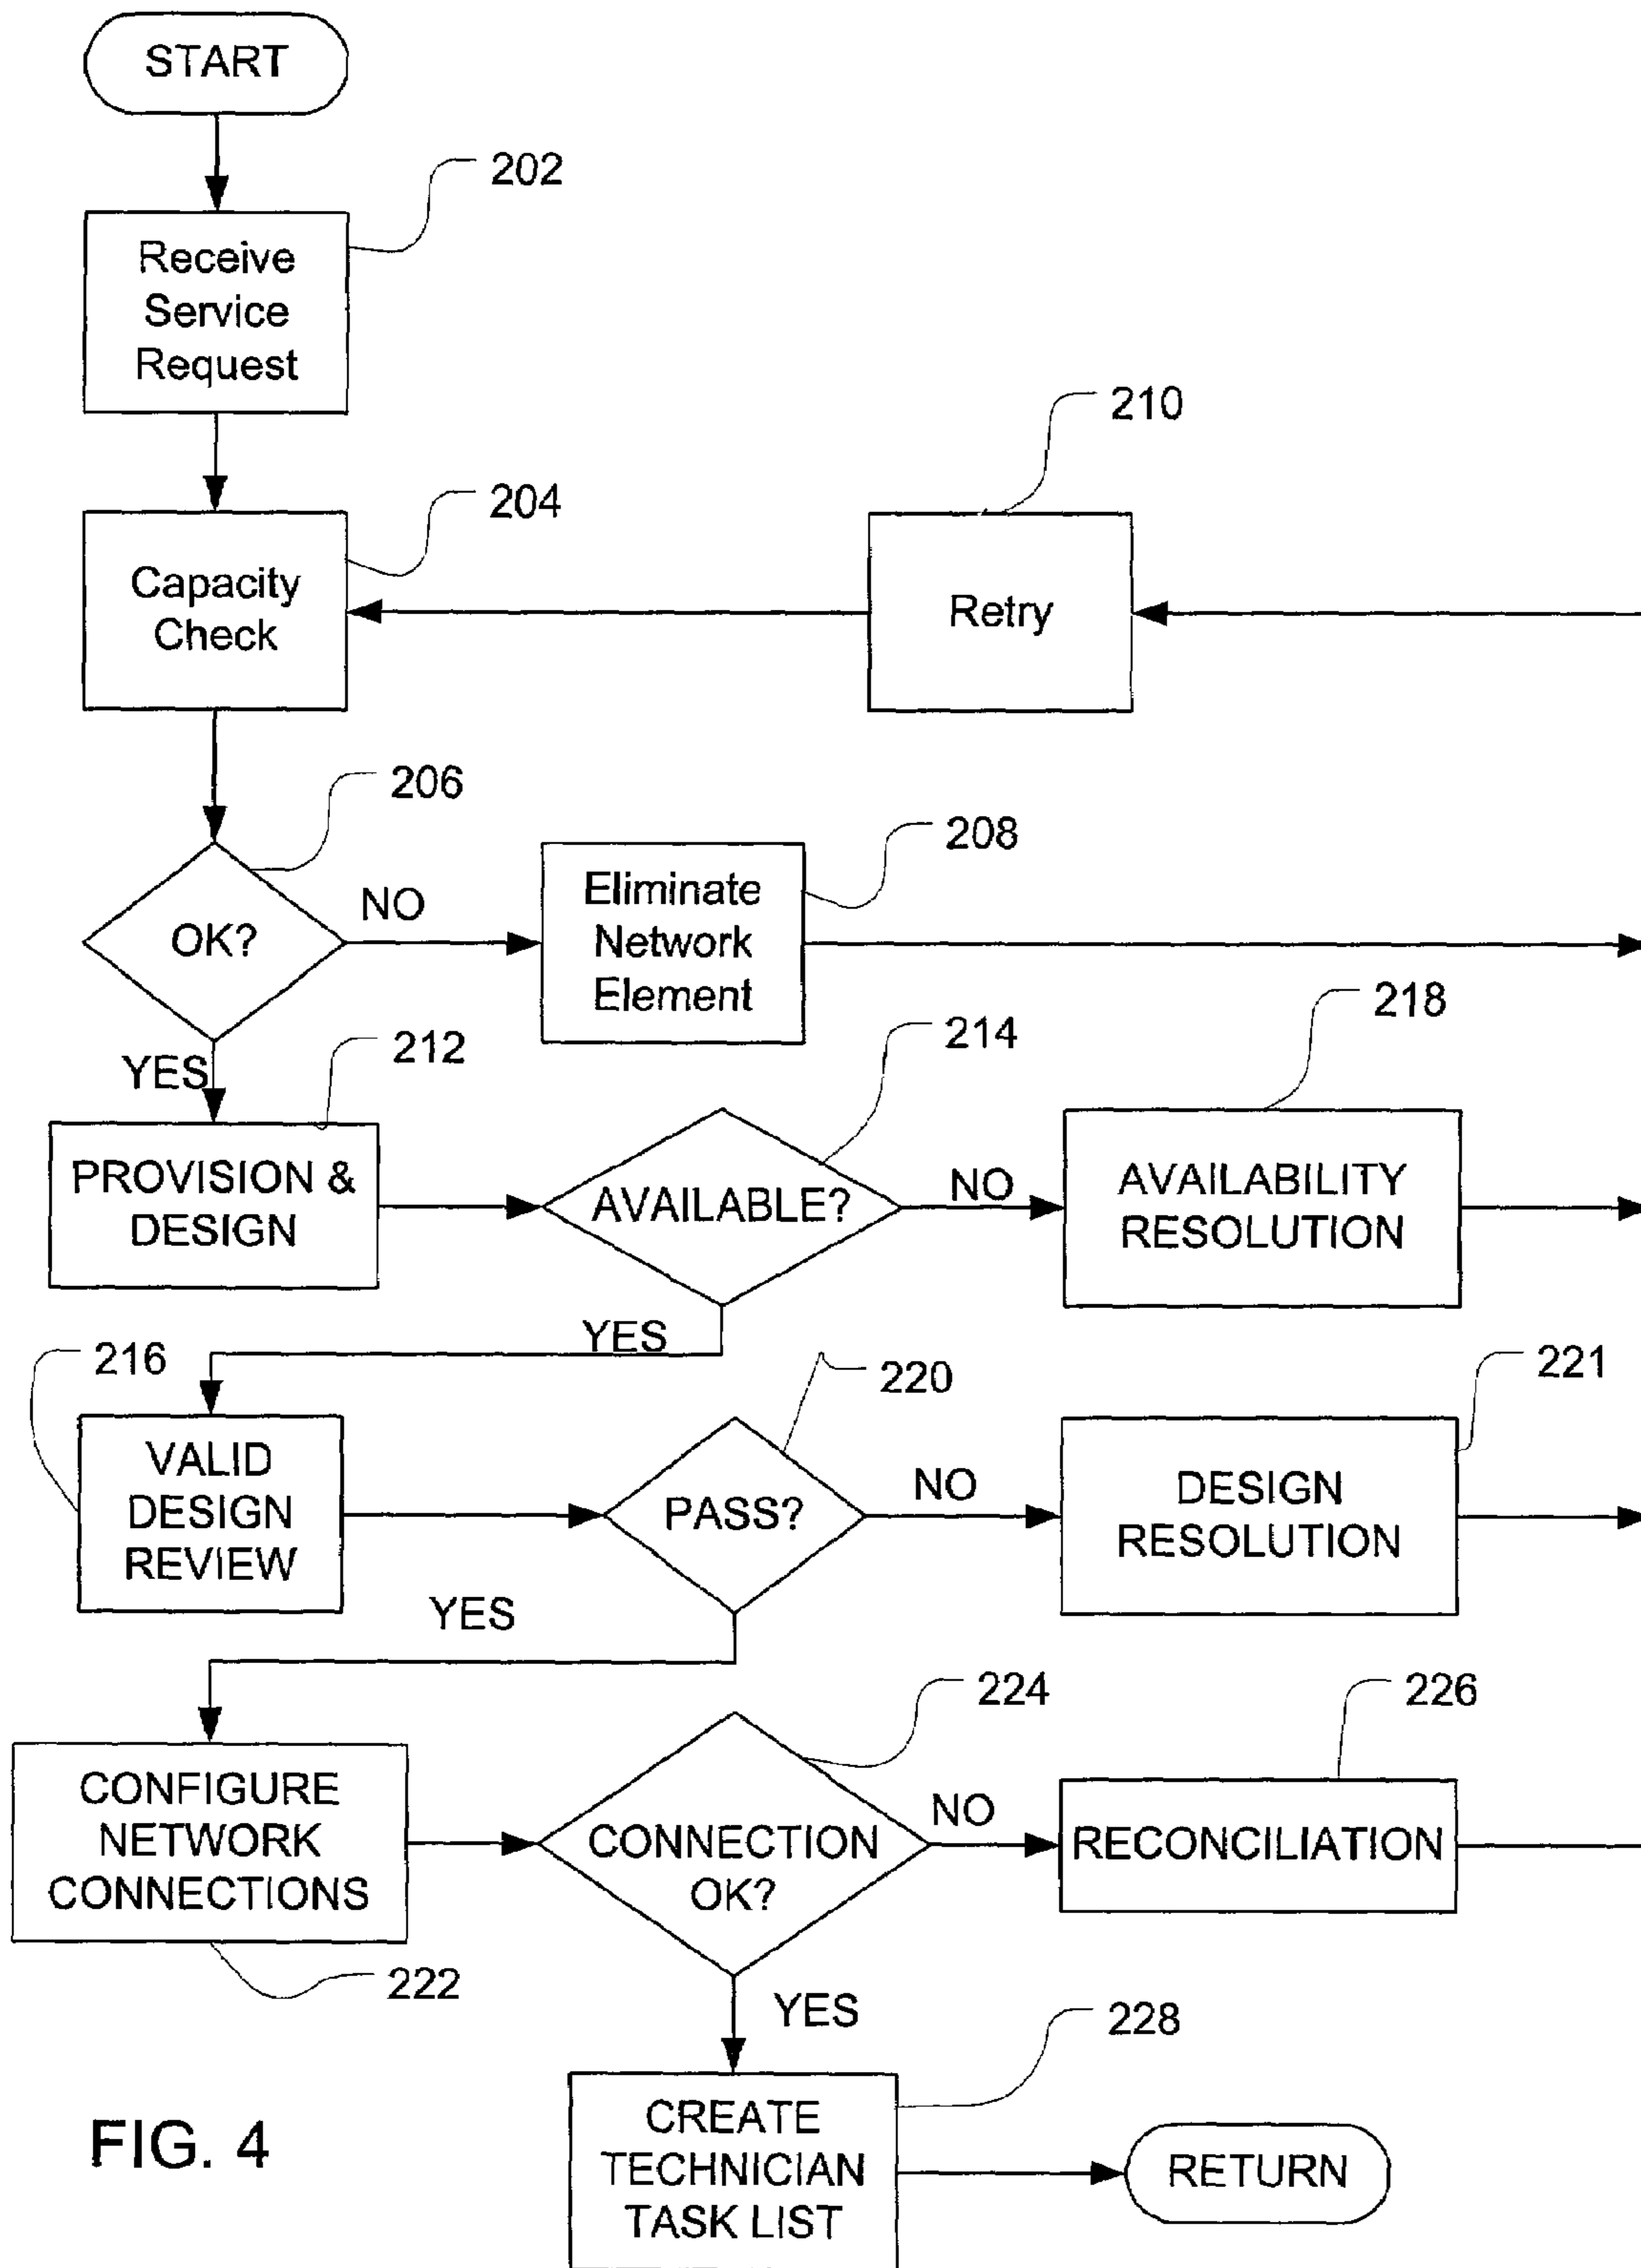 START
202
Receive
Service
Request
210
204
Capacity
Check
Retry
206
208
OK?
NO
Eliminate
Network
Element
218
212
214
YES
PROVISION &
DESIGN
AVAILABLE?
NO
AVAILABILITY
RESOLUTION
YES
216
220
221
VALID
DESIGN
REVIEW
PASS?
NO
DESIGN
RESOLUTION
YES
224
226
CONFIGURE
NETWORK
CONNECTIONS
CONNECTION
OK?
NO
RECONCILIATION
222
YES
228
CREATE
TECHNICIAN
TASK LIST
RETURN
FIG. 4